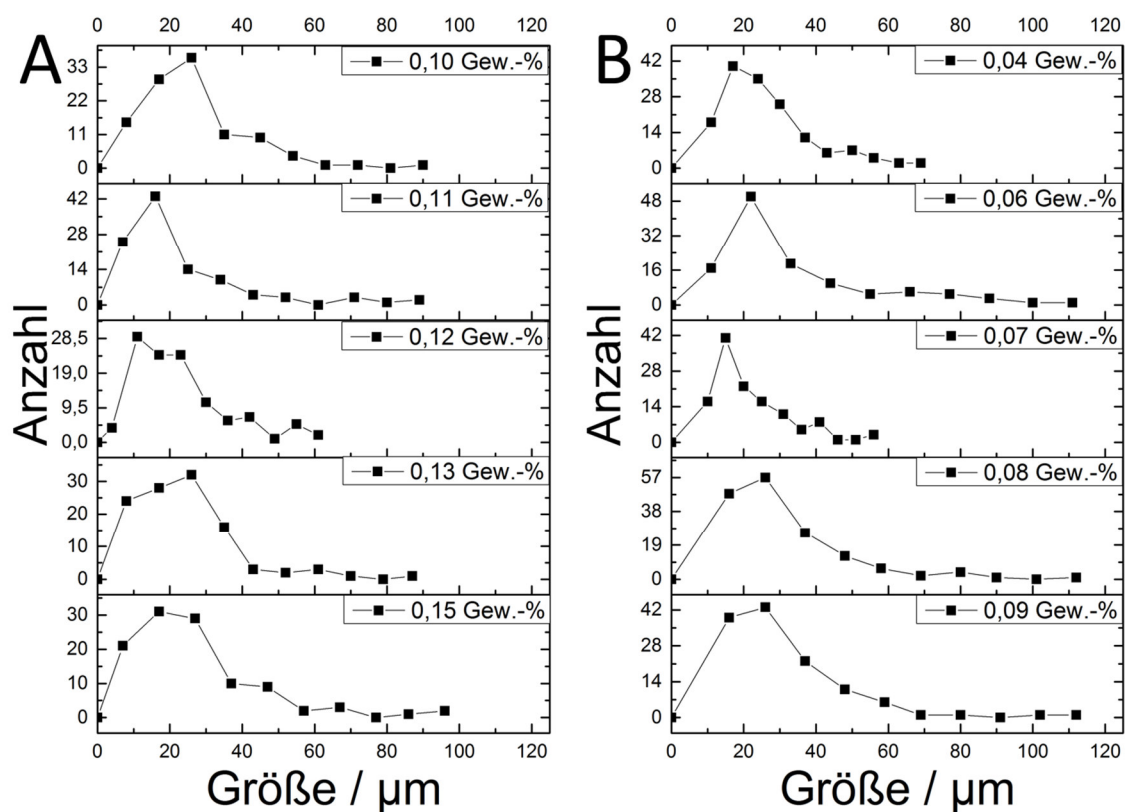 0 20 40 60 80 100 120
A
33
22
11
0
0,10 Gew.-%
42
28
14
0
0,11 Gew.-%
28,5
19,0
9,5
0,0
0,12 Gew.-%
30
20
10
0
0,13 Gew.-%
30
20
10
0
0,15 Gew.-%
Anzahl
0 20 40 60 80 100 120
Größe / µm
0 20 40 60 80 100 120
B
42
28
14
0
0,04 Gew.-%
48
32
16
0
0,06 Gew.-%
42
28
14
0
0,07 Gew.-%
57
38
19
0
0,08 Gew.-%
42
28
14
0
0,09 Gew.-%
Anzahl
0 20 40 60 80 100 120
Größe / µm